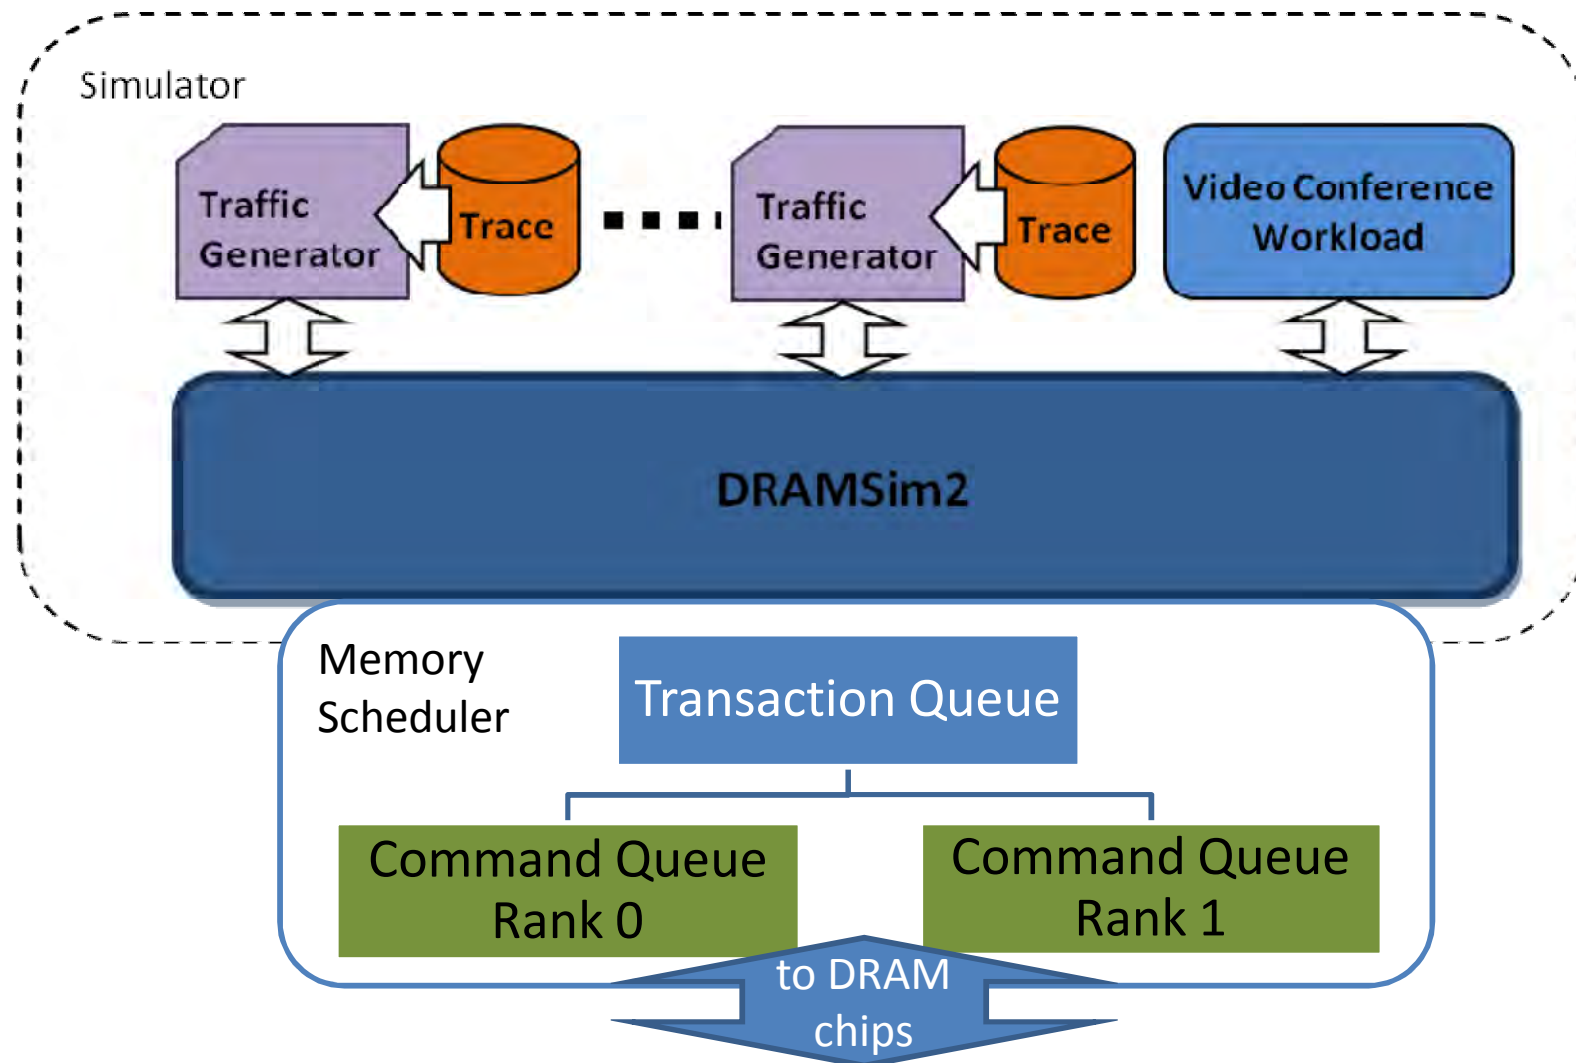 Simulator
Traffic
Generator
Trace
Traffic
Generator
Trace
Video Conference
Workload
DRAMSim2
Memory
Scheduler
Transaction Queue
Command Queue
Rank 0
Command Queue
Rank 1
to DRAM
chips